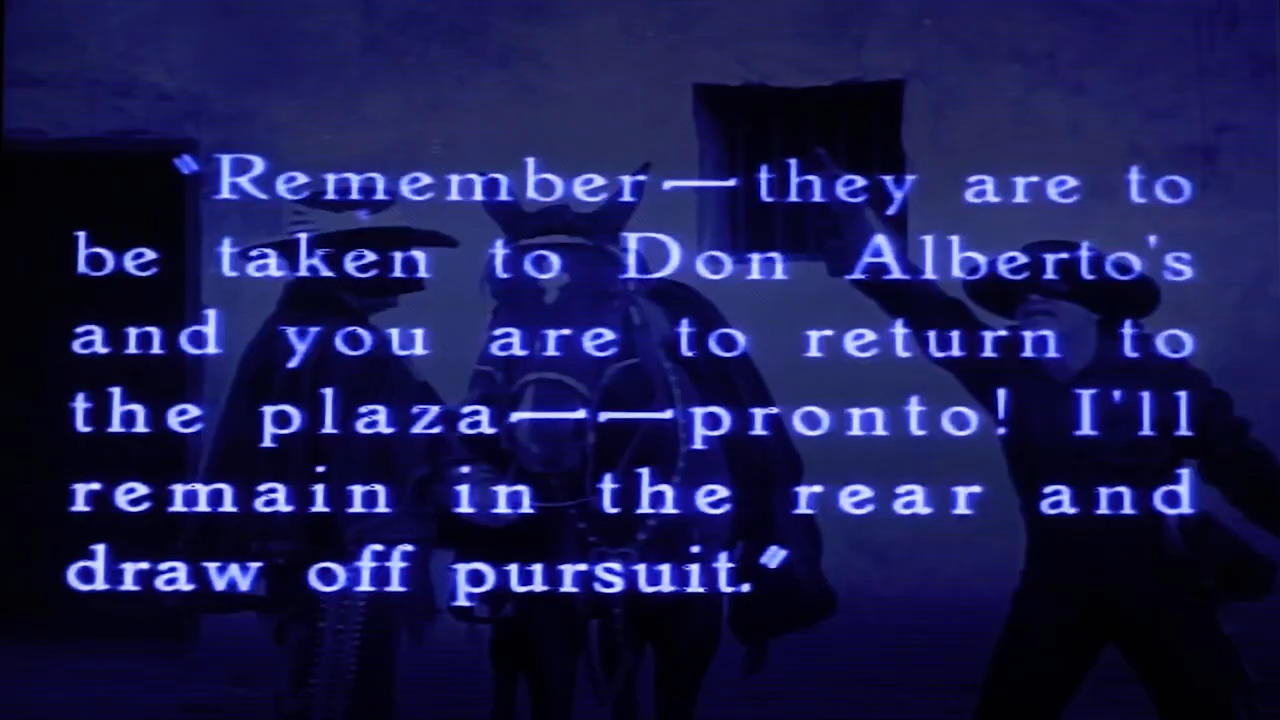 "Remember—they are to
be taken to Don Alberto's
and you are to return to
the plaza——pronto! I'll
remain in the rear and
draw off pursuit."